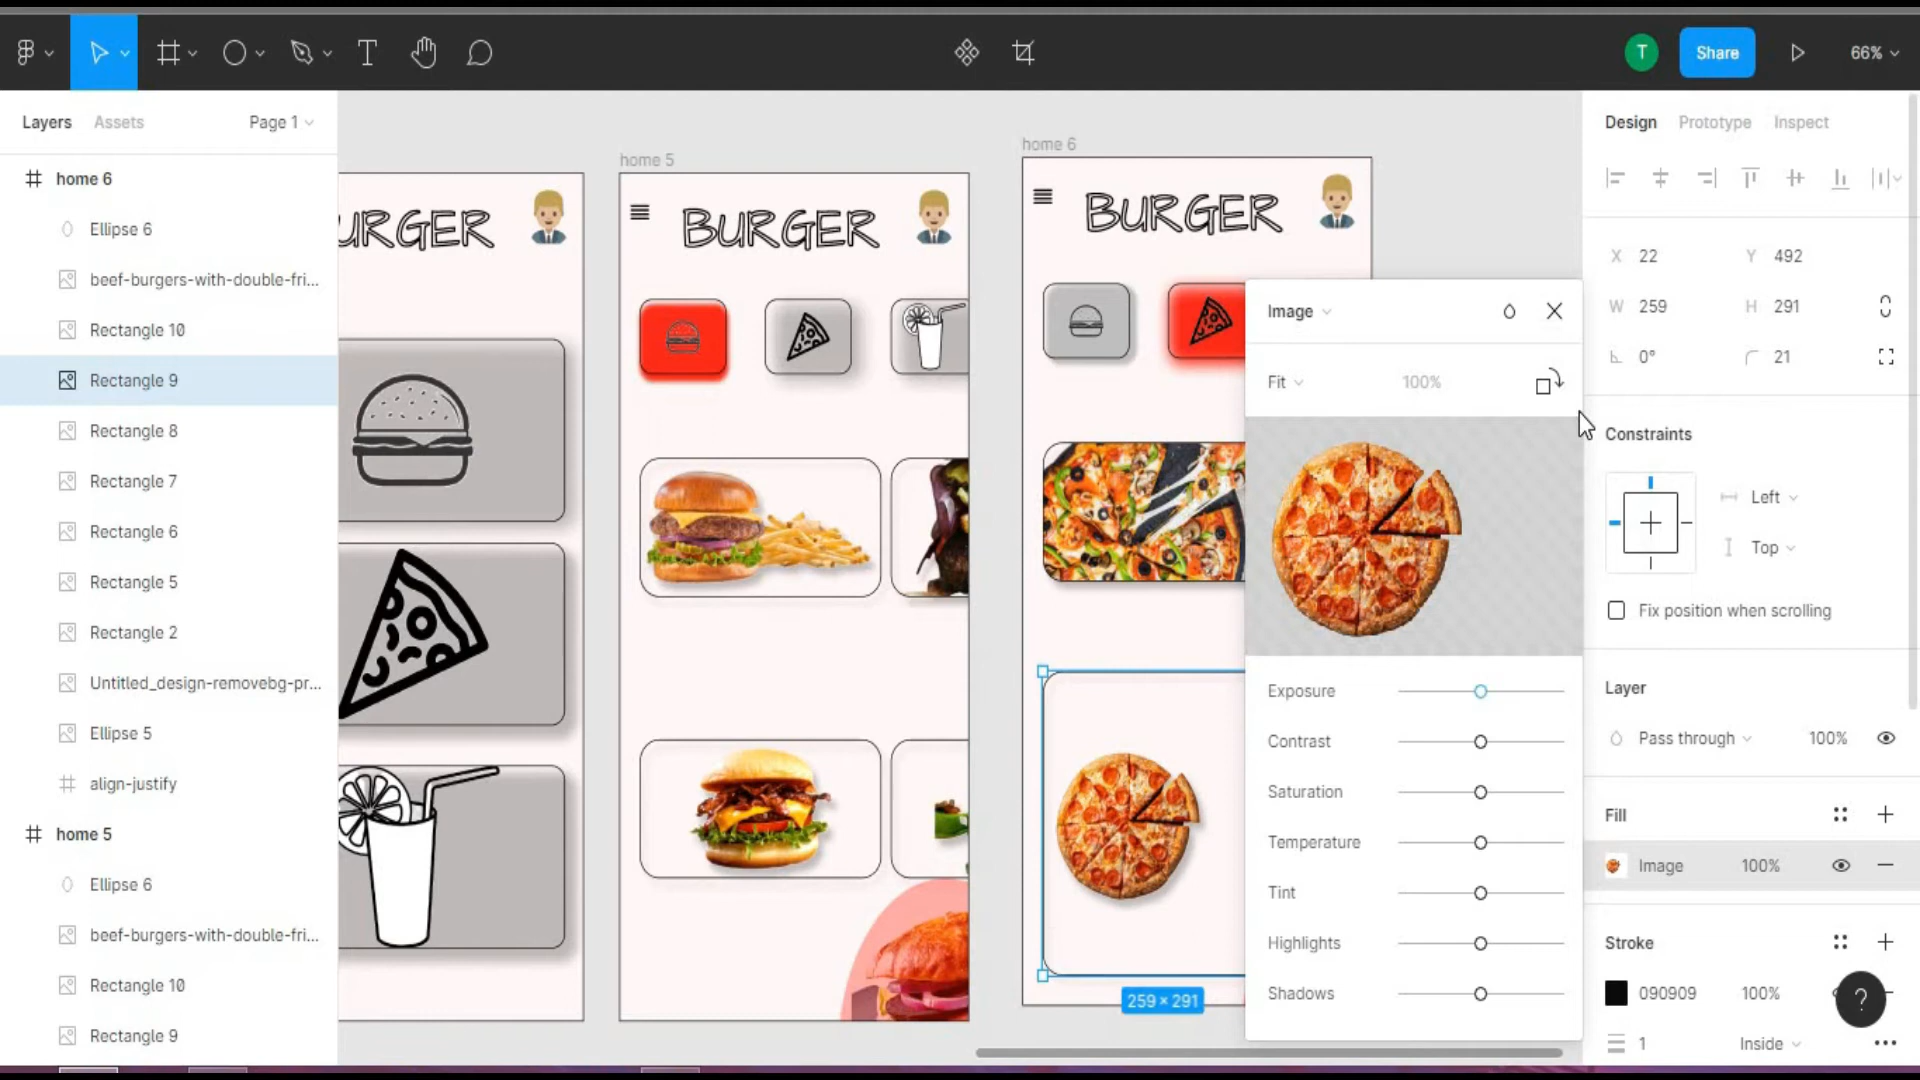 T
Share
66%
Layers
Assets
Page 1
home 6
Ellipse 6
beef-burgers-with-double-fri...
Rectangle 10
Rectangle 9
Rectangle 8
Rectangle 7
Rectangle 6
Rectangle 5
Rectangle 2
Untitled_design-removebg-pr...
Ellipse 5
align-justify
home 5
Ellipse 6
beef-burgers-with-double-fri...
Rectangle 10
Rectangle 9
URGER
home 5
BURGER
home 6
BURGER
259 × 291
Image
Fit
100%
Exposure
Contrast
Saturation
Temperature
Tint
Highlights
Shadows
Design
Prototype
Inspect
X 22
Y 492
W 259
H 291
0°
21
Constraints
Left
Top
Fix position when scrolling
Layer
Pass through
100%
Fill
Image
100%
Stroke
090909
100%
?
1
Inside